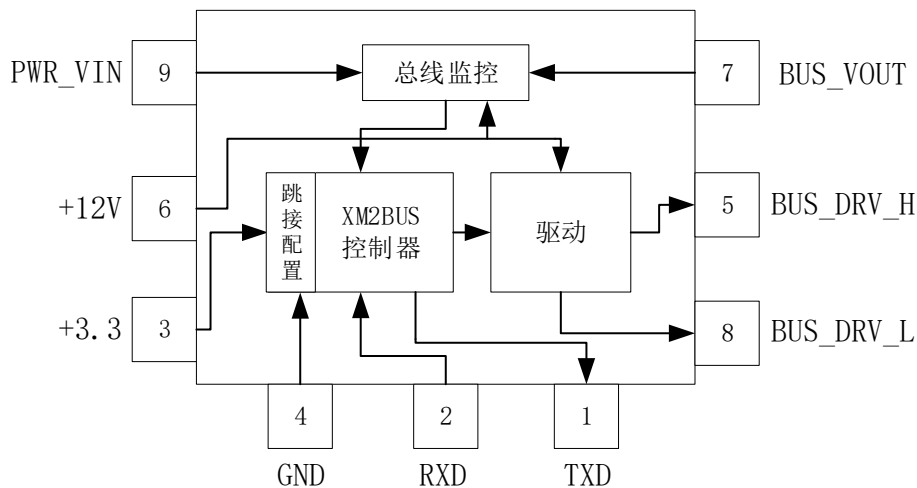 PWR_VIN
9
总线监控
7
BUS_VOUT
+12V
6
跳接配置
XM2BUS
控制器
驱动
5
BUS_DRV_H
+3.3
3
8
BUS_DRV_L
4
2
1
GND
RXD
TXD